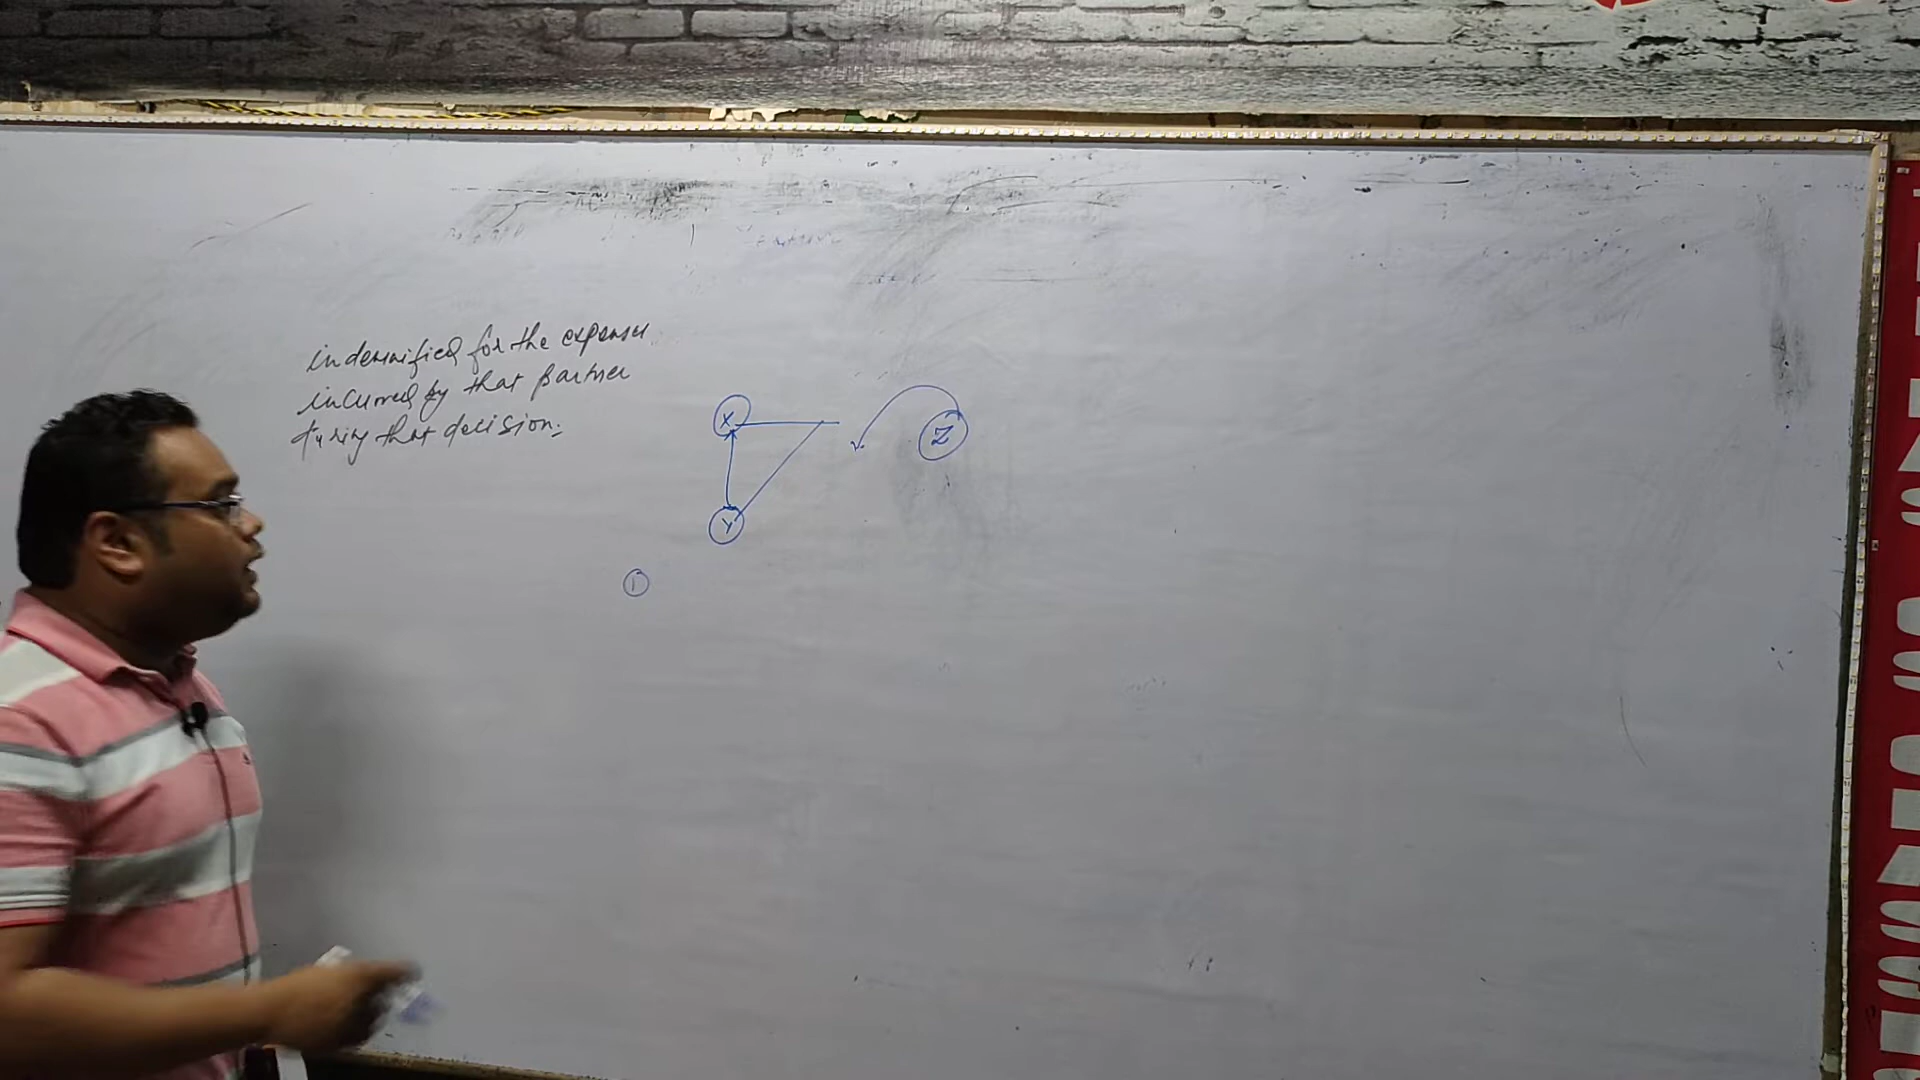 indemnified for the expenses
incurred by that partner
during that decision:
X
Z
Y
1